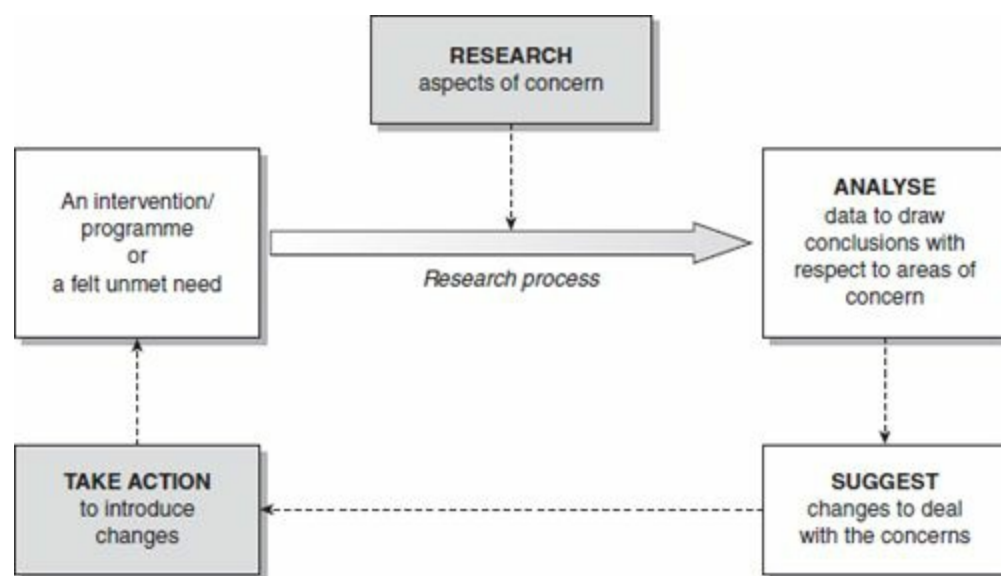 RESEARCH
aspects of concern
An intervention/
programme
or
a felt unmet need
Research process
ANALYSE
data to draw
conclusions with
respect to areas of
concern
TAKE ACTION
to introduce
changes
SUGGEST
changes to deal
with the concerns